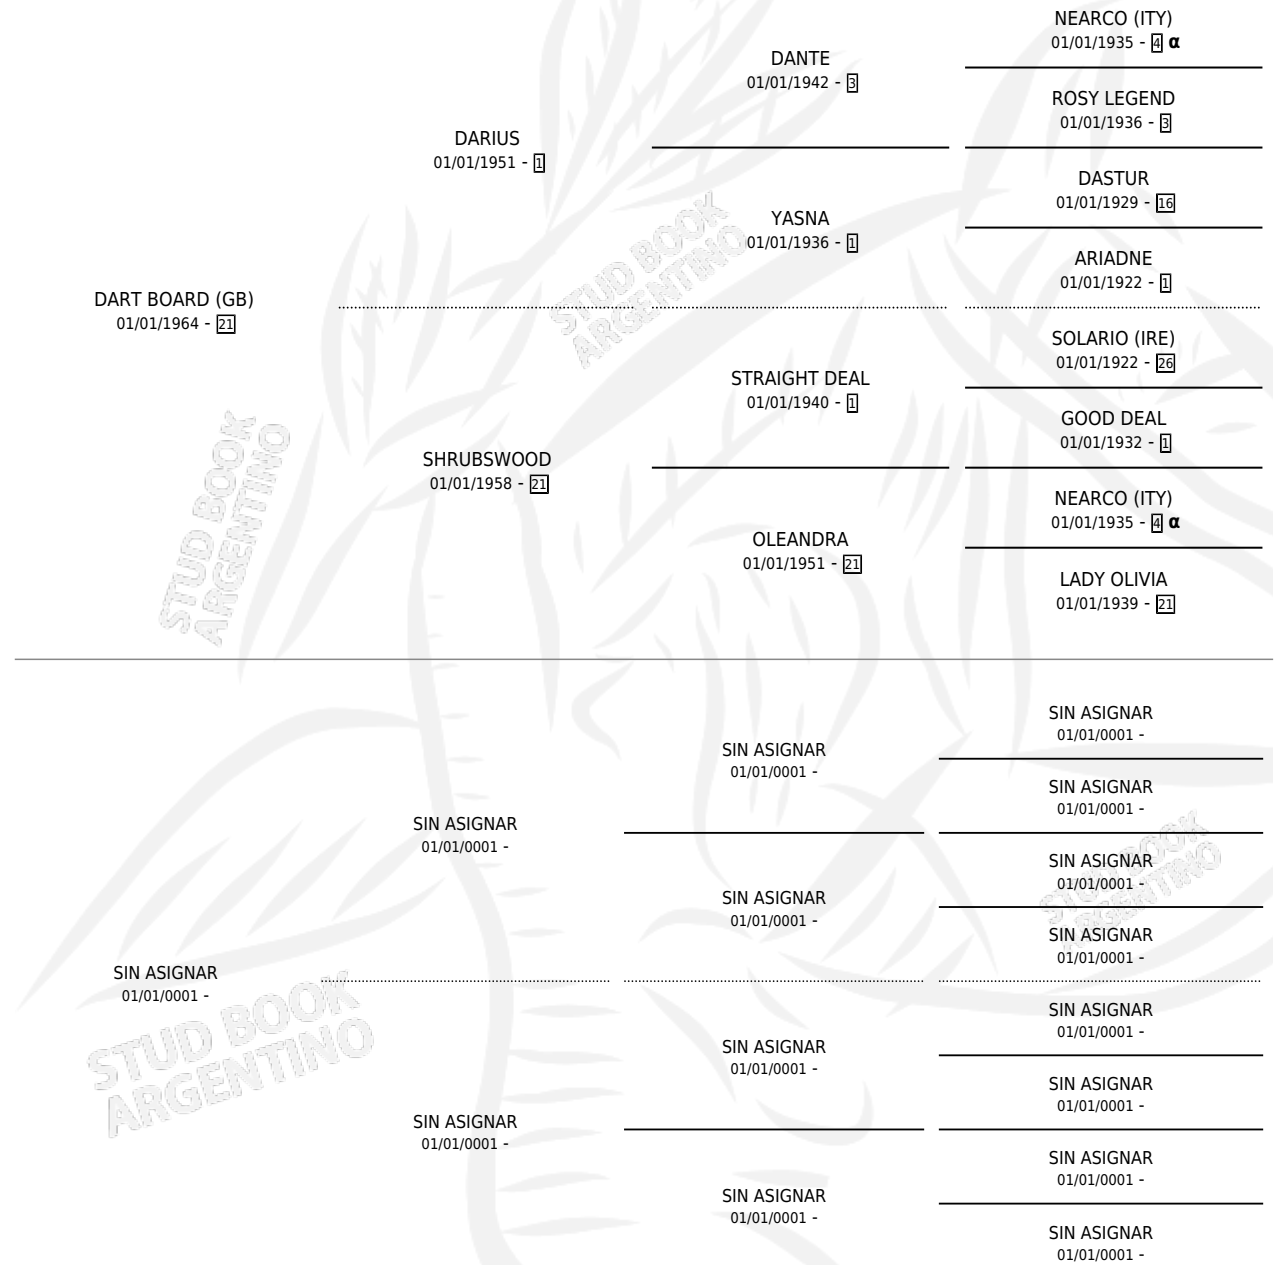 NEARCO (ITY)
01/01/1935 - 4 α
DANTE
01/01/1942 - 3
ROSY LEGEND
01/01/1936 - 3
DARIUS
01/01/1951 - 1
DASTUR
01/01/1929 - 16
YASNA
01/01/1936 - 1
ARIADNE
01/01/1922 - 1
DART BOARD (GB)
01/01/1964 - 21
SOLARIO (IRE)
01/01/1922 - 26
STRAIGHT DEAL
01/01/1940 - 1
GOOD DEAL
01/01/1932 - 1
SHRUBSWOOD
01/01/1958 - 21
NEARCO (ITY)
01/01/1935 - 4 α
OLEANDRA
01/01/1951 - 21
LADY OLIVIA
01/01/1939 - 21
STUD BOOK
ARGENTINO
STUD BOOK
ARGENTINO
SIN ASIGNAR
01/01/0001 -
SIN ASIGNAR
01/01/0001 -
SIN ASIGNAR
01/01/0001 -
SIN ASIGNAR
01/01/0001 -
SIN ASIGNAR
01/01/0001 -
SIN ASIGNAR
01/01/0001 -
SIN ASIGNAR
01/01/0001 -
SIN ASIGNAR
01/01/0001 -
SIN ASIGNAR
01/01/0001 -
SIN ASIGNAR
01/01/0001 -
SIN ASIGNAR
01/01/0001 -
SIN ASIGNAR
01/01/0001 -
SIN ASIGNAR
01/01/0001 -
SIN ASIGNAR
01/01/0001 -
SIN ASIGNAR
01/01/0001 -
STUD BOOK
ARGENTINO
STUD BOOK
ARGENTINO